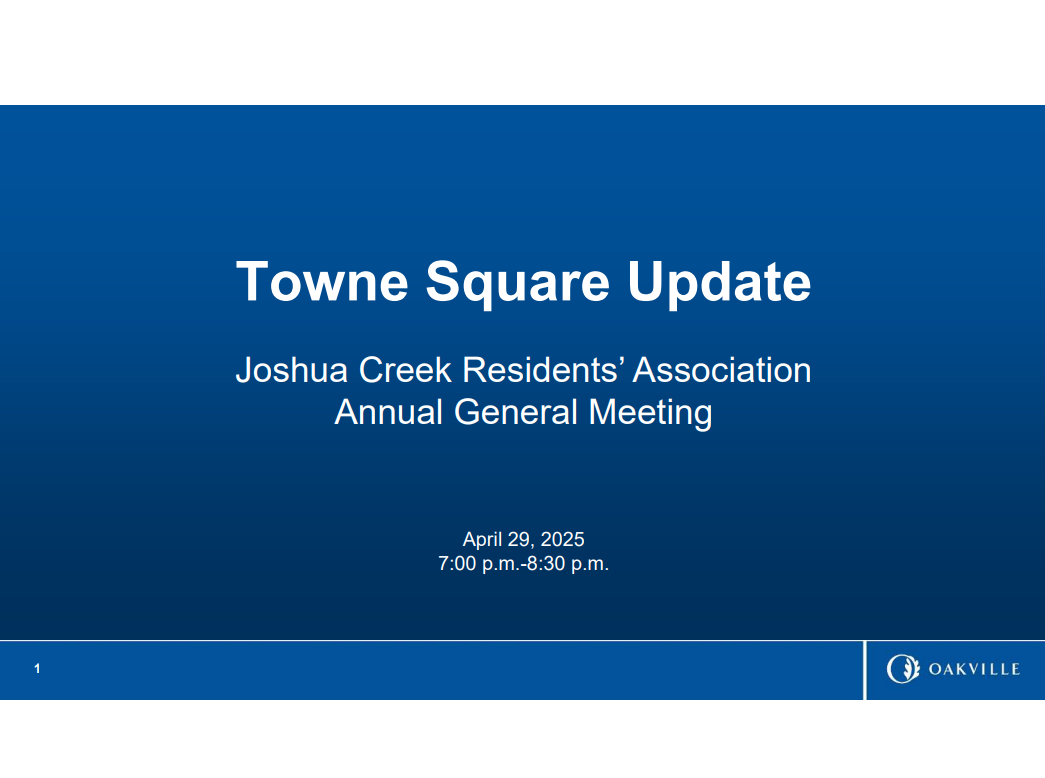 Towne Square Update
Joshua Creek Residents’ Association
Annual General Meeting
April 29, 2025
7:00 p.m.-8:30 p.m.
1
OAKVILLE